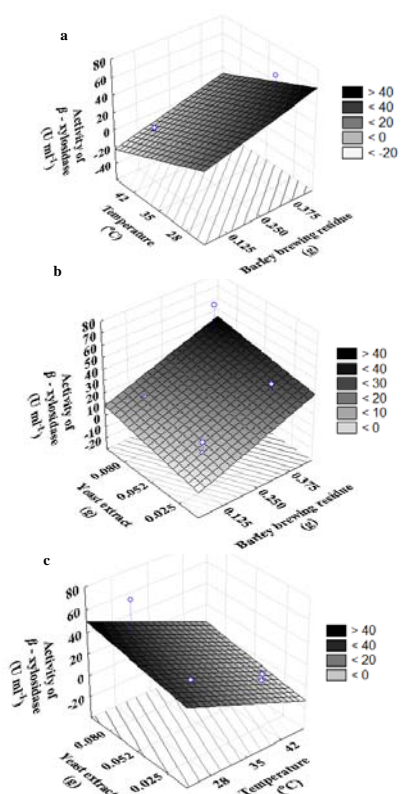 a
80
60
40
20
0
-20
-40
Activity of
β - xylosidase
(U ml-1)
42
35
28
Temperature
(°C)
0.375
0.250
0.125
Barley brewing residue
(g)
> 40
< 40
< 20
< 0
< -20
b
80
70
60
50
40
30
20
10
0
-10
-20
Activity of
β - xylosidase
(U ml-1)
0.080
0.052
0.025
Yeast extract
(g)
0.375
0.250
0.125
Barley brewing residue
(g)
> 40
< 40
< 30
< 20
< 10
< 0
c
80
60
40
20
0
-20
Activity of
β - xylosidase
(U ml-1)
0.080
0.052
0.025
Yeast extract
(g)
42
35
28
Temperature
(°C)
> 40
< 40
< 20
< 0